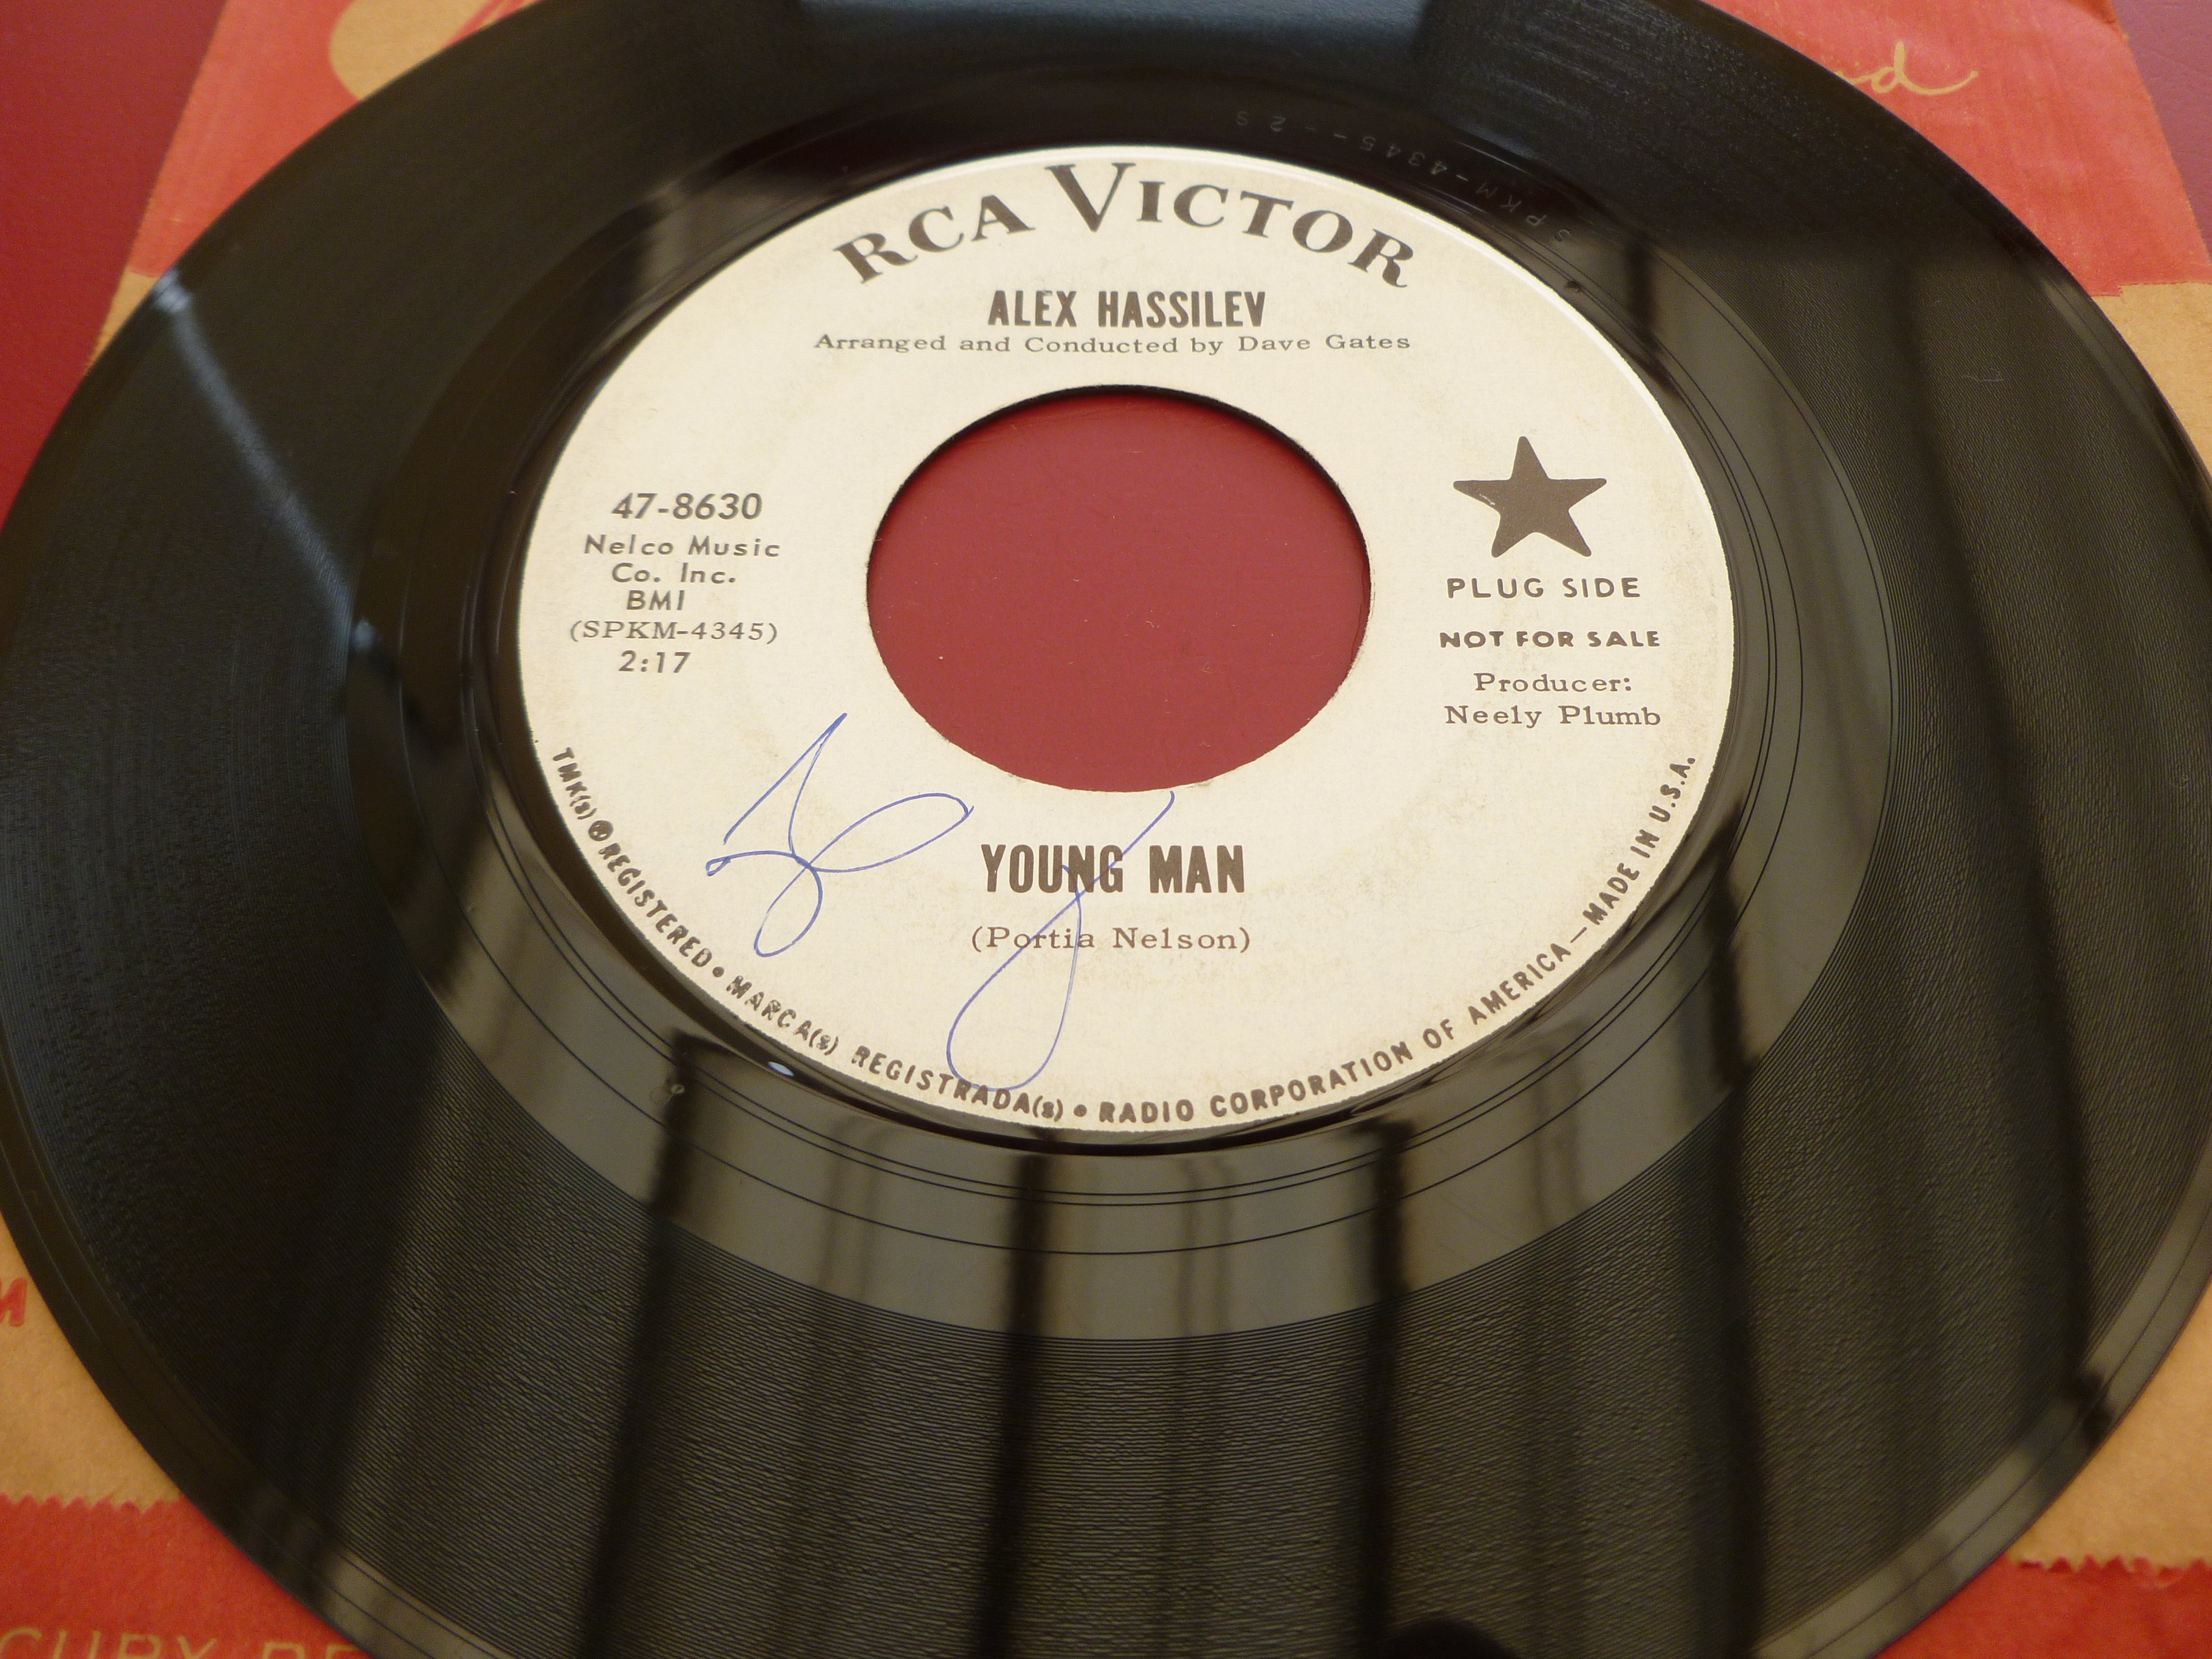 RCA VICTOR
ALEX HASSILEV
Arranged and Conducted by Dave Gates
47-8630
Nelco Music
Co. Inc.
BMI
(SPKM-4345)
2:17
PLUG SIDE
NOT FOR SALE
Producer:
Neely Plumb
YOUNG MAN
(Portia Nelson)
TMK(s) ® REGISTERED • MARCA(s) REGISTRADA(s) • RADIO CORPORATION OF AMERICA — MADE IN U.S.A.
SPKM-4345--2S